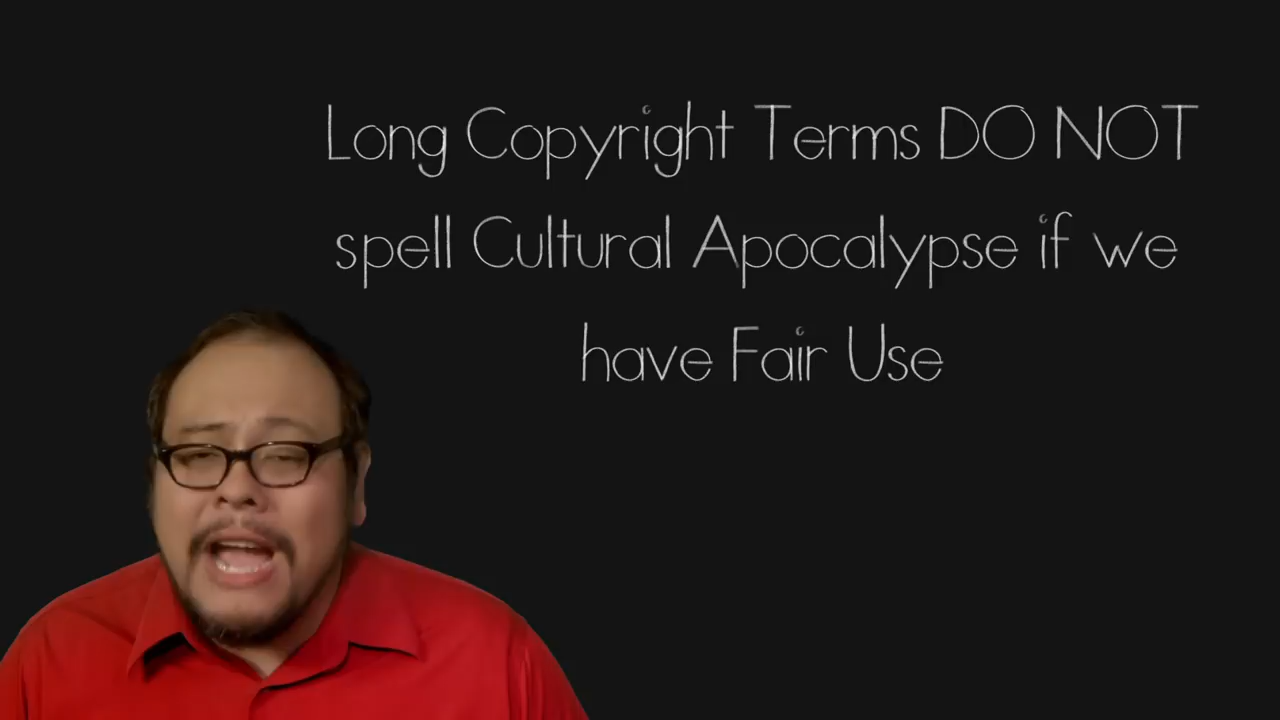 Long Copyright Terms DO NOT
spell Cultural Apocalypse if we
have Fair Use